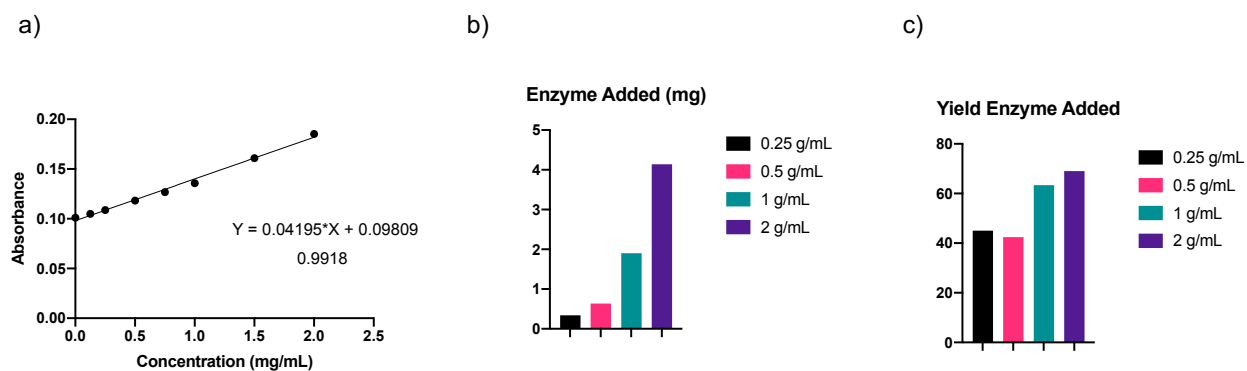 a)
0.20
0.15
0.10
0.05
0.00
Absorbance
Y = 0.04195*X + 0.09809
0.9918
0.0 0.5 1.0 1.5 2.0 2.5
Concentration (mg/mL)
b)
Enzyme Added (mg)
5
4
3
2
1
0
0.25 g/mL
0.5 g/mL
1 g/mL
2 g/mL
c)
Yield Enzyme Added
80
60
40
20
0
0.25 g/mL
0.5 g/mL
1 g/mL
2 g/mL